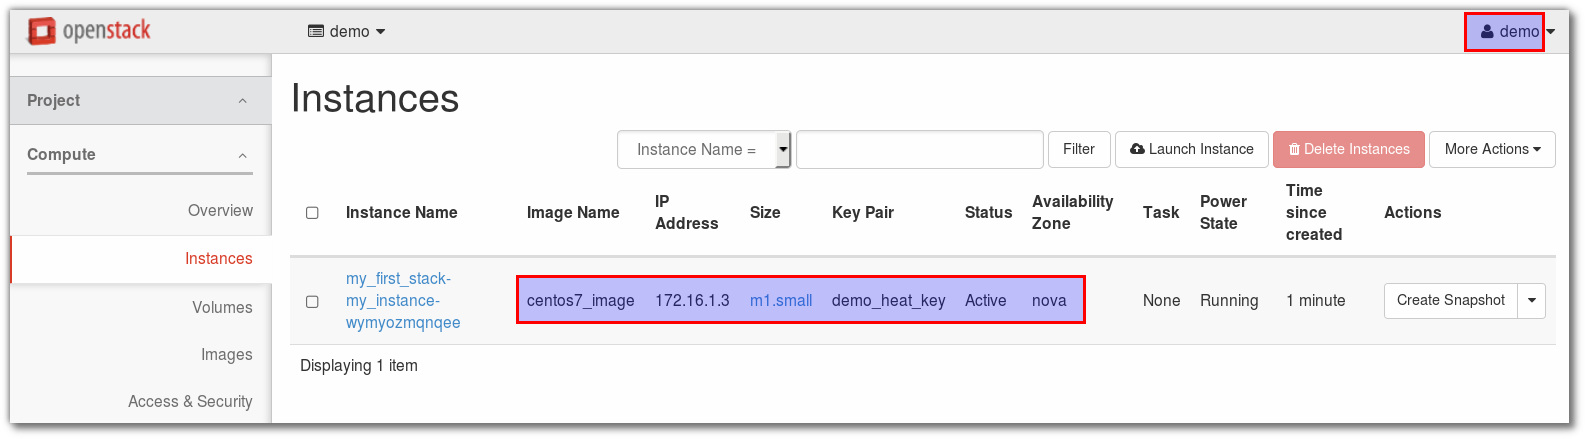 openstack
demo
demo
Project
Compute
Overview
Instances
Volumes
Images
Access & Security
Instances
Instance Name =
Filter
Launch Instance
Delete Instances
More Actions
Instance Name
Image Name
IP
Address
Size
Key Pair
Status
Availability
Zone
Task
Power
State
Time
since
created
Actions
my_first_stack-
my_instance-
wymyozmqnqee
centos7_image
172.16.1.3
m1.small
demo_heat_key
Active
nova
None
Running
1 minute
Create Snapshot
Displaying 1 item